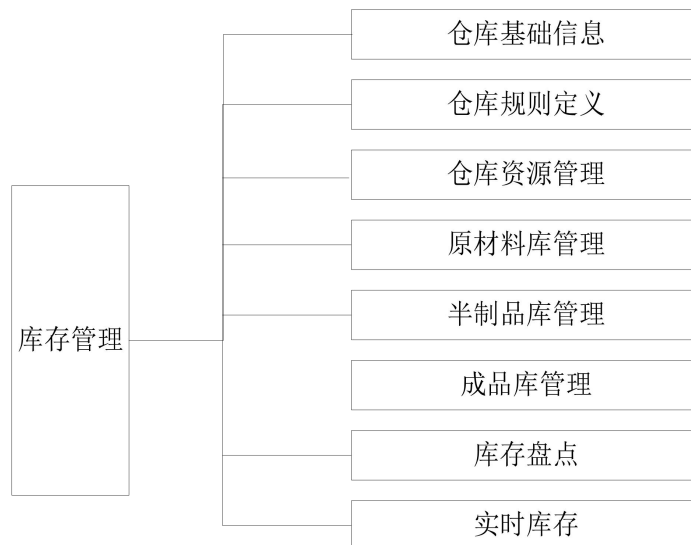 仓库基础信息
仓库规则定义
仓库资源管理
原材料库管理
半制品库管理
库存管理
成品库管理
库存盘点
实时库存